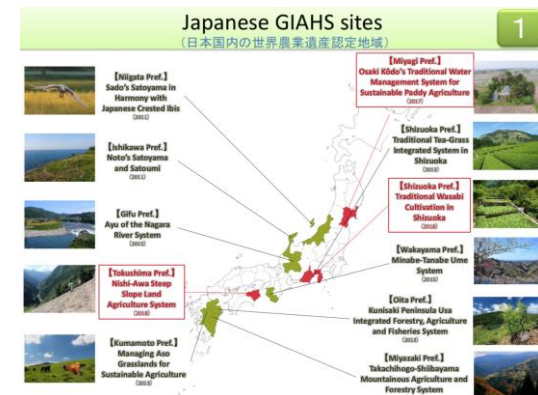 Japanese GIAHS sites
1
(日本国内の世界農業遺産認定地域)
【Niigata Pref.】
Sado's Satoyama in
Harmony with
Japanese Crested Ibis
(2011)
【Ishikawa Pref.】
Noto's Satoyama
and Satoumi
(2011)
【Gifu Pref.】
Ayu of the Nagara
River System
(2015)
【Tokushima Pref.】
Nishi-Awa Steep
Slope Land
Agriculture System
(2018)
【Kumamoto Pref.】
Managing Aso
Grasslands for
Sustainable Agriculture
(2013)
【Miyagi Pref.】
Osaki Kōdo's Traditional Water
Management System for
Sustainable Paddy Agriculture
(2017)
【Shizuoka Pref.】
Traditional Tea-Grass
Integrated System in
Shizuoka
(2013)
【Shizuoka Pref.】
Traditional Wasabi
Cultivation in
Shizuoka
(2018)
【Wakayama Pref.】
Minabe-Tanabe Ume
System
(2015)
【Oita Pref.】
Kunisaki Peninsula Usa
Integrated Forestry, Agriculture
and Fisheries System
(2013)
【Miyazaki Pref.】
Takachihogo-Shiibayama
Mountainous Agriculture and
Forestry System